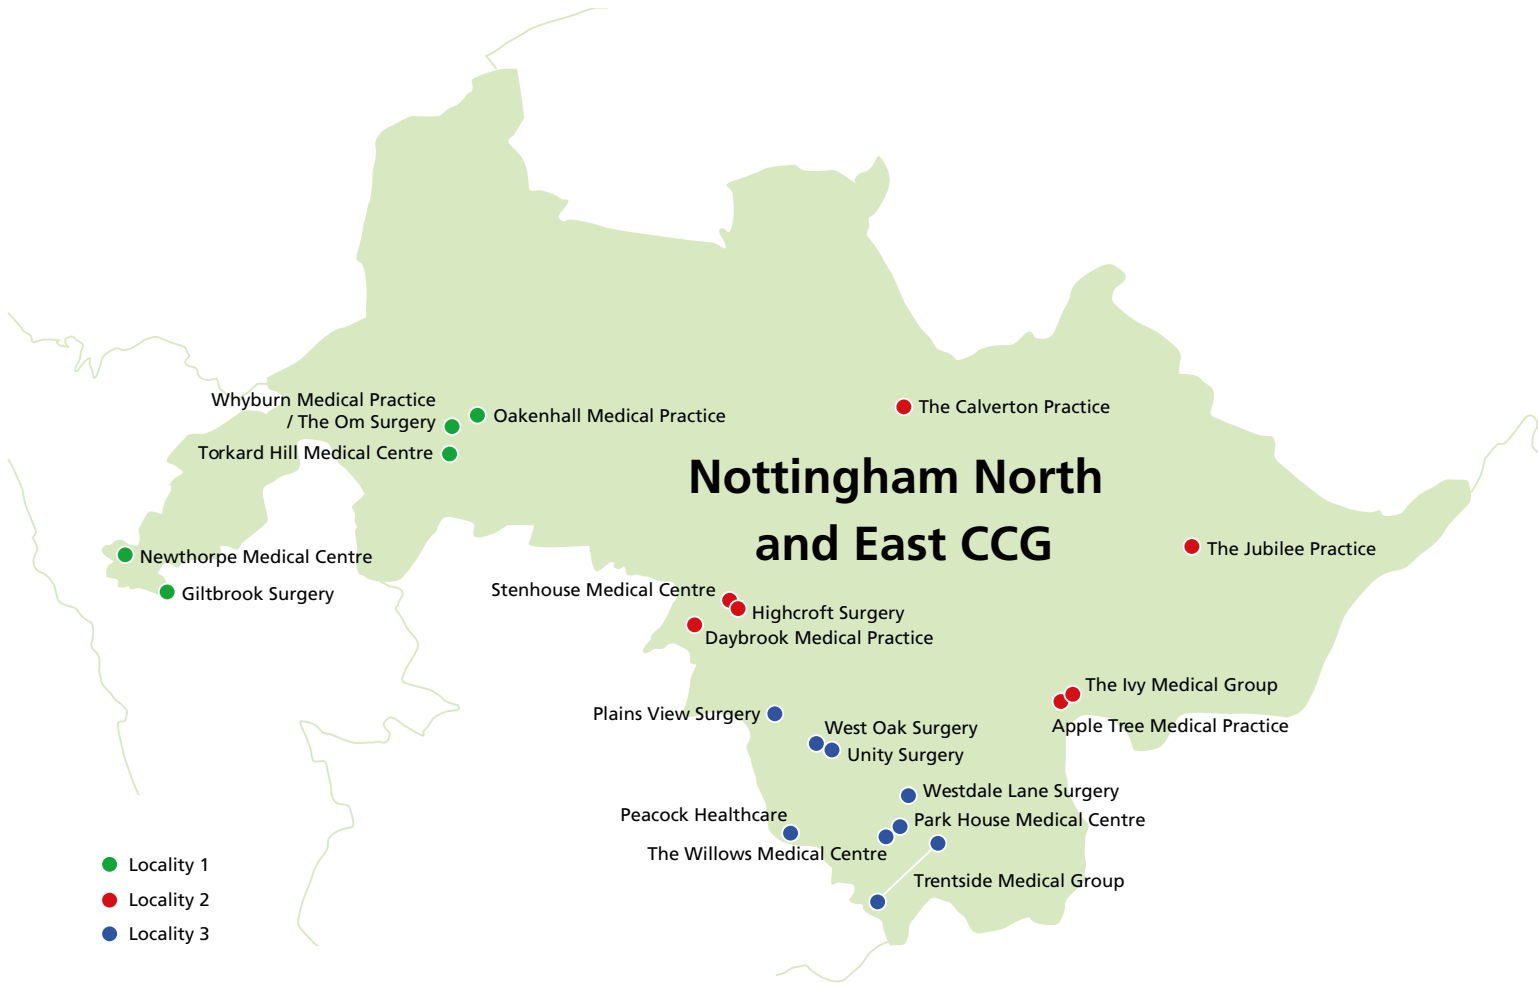 Whyburn Medical Practice
/ The Om Surgery
Oakenhall Medical Practice
The Calverton Practice
Torkard Hill Medical Centre
Nottingham North
and East CCG
Newthorpe Medical Centre
The Jubilee Practice
Giltbrook Surgery
Stenhouse Medical Centre
Highcroft Surgery
Daybrook Medical Practice
The Ivy Medical Group
Plains View Surgery
Apple Tree Medical Practice
West Oak Surgery
Unity Surgery
Westdale Lane Surgery
Peacock Healthcare
Park House Medical Centre
The Willows Medical Centre
Trentside Medical Group
Locality 1
Locality 2
Locality 3